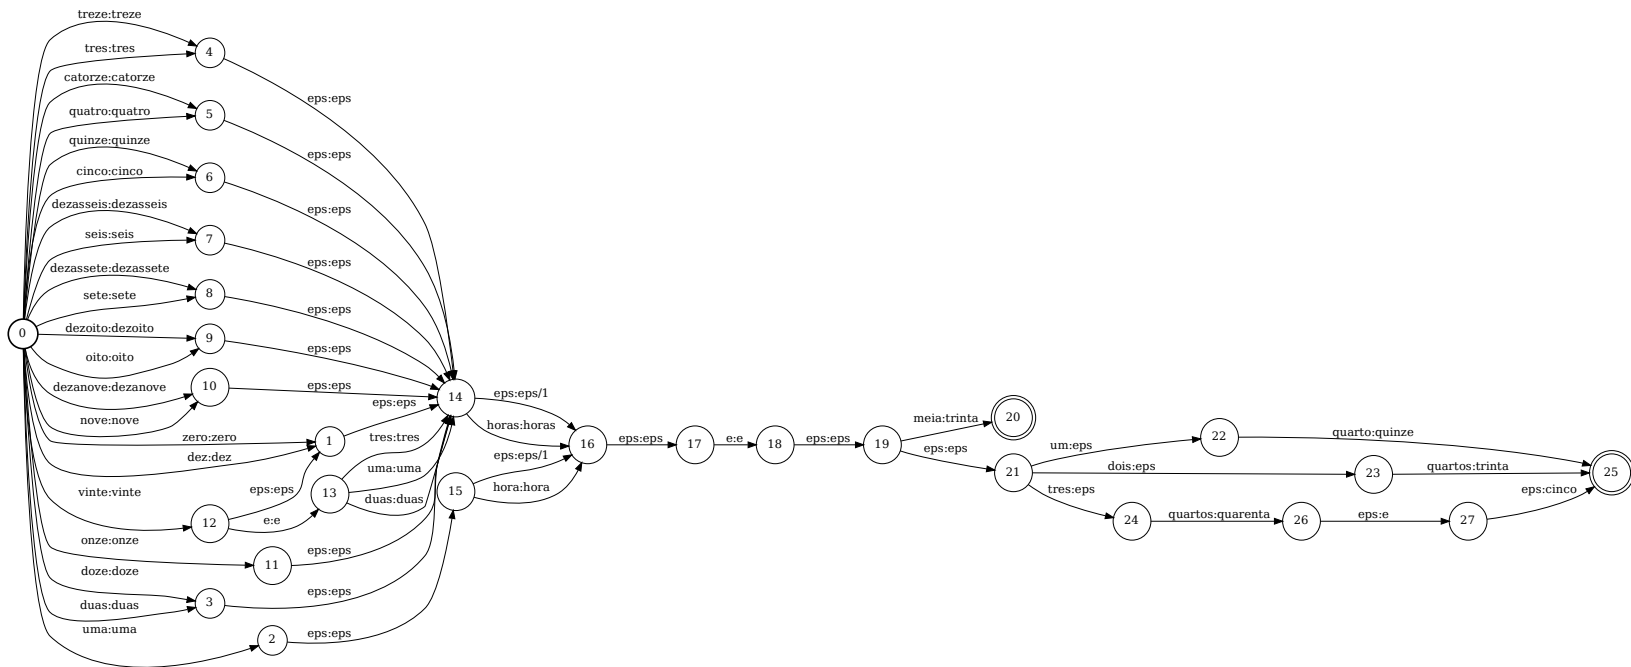 treze:treze
tres:tres
4
catorze:catorze
eps:eps
quatro:quatro
5
quinze:quinze
eps:eps
cinco:cinco
6
dezasseis:dezasseis
eps:eps
seis:seis
7
dezassete:dezassete
eps:eps
sete:sete
8
eps:eps
0
dezoito:dezoito
9
oito:oito
eps:eps
dezanove:dezanove
10
eps:eps
nove:nove
eps:eps
14
eps:eps/1
zero:zero
1
tres:tres
horas:horas
dez:dez
uma:uma
eps:eps/1
16
eps:eps
17
e:e
18
eps:eps
19
meia:trinta
20
eps:eps
vinte:vinte
eps:eps
13
duas:duas
15
hora:hora
12
e:e
21
um:eps
22
quarto:quinze
dois:eps
23
quartos:trinta
25
tres:eps
24
quartos:quarenta
26
eps:e
27
eps:cinco
onze:onze
11
eps:eps
doze:doze
3
eps:eps
duas:duas
uma:uma
2
eps:eps